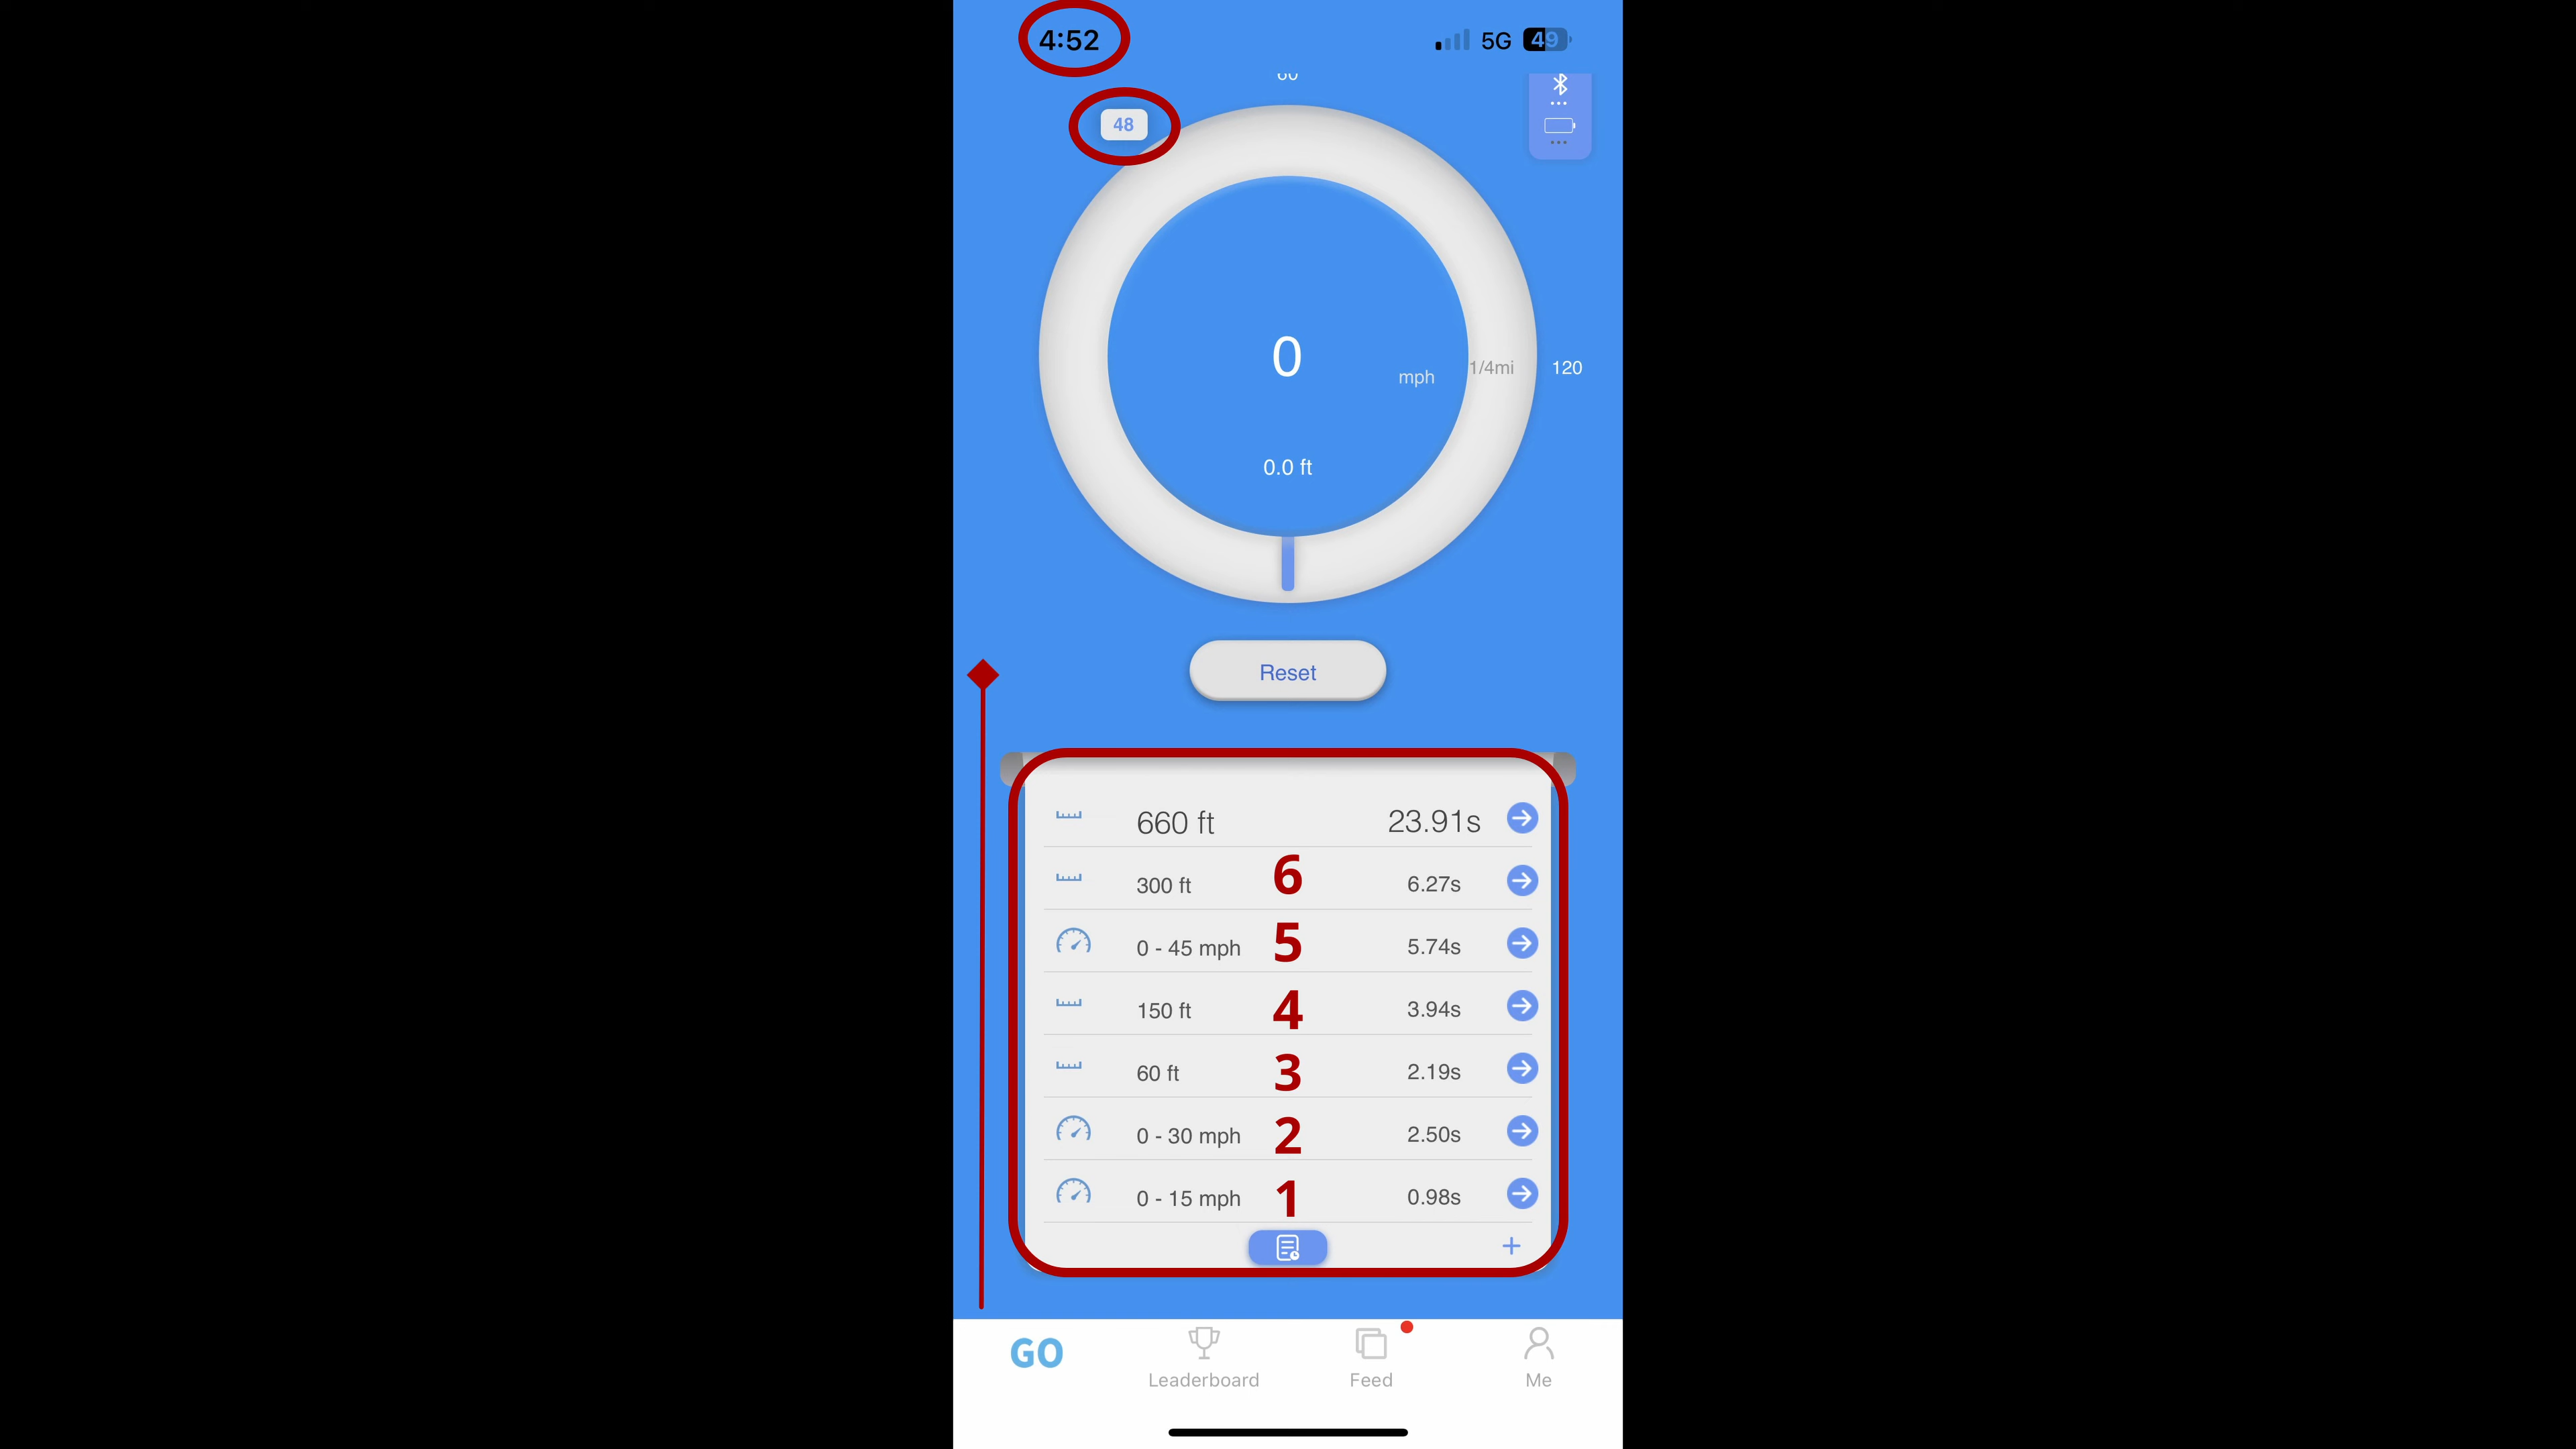 4:52 5G 49
48
0
mph
1/4mi 120
0.0 ft
Reset
660 ft 23.91s
300 ft 6 6.27s
0 - 45 mph 5 5.74s
150 ft 4 3.94s
60 ft 3 2.19s
0 - 30 mph 2 2.50s
0 - 15 mph 1 0.98s
+
GO Leaderboard Feed Me